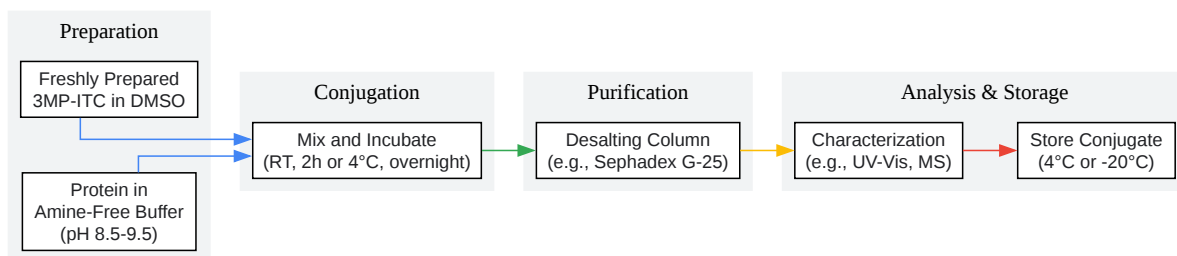 Preparation
Freshly Prepared
3MP-ITC in DMSO
Protein in
Amine-Free Buffer
(pH 8.5-9.5)
Conjugation
Mix and Incubate
(RT, 2h or 4°C, overnight)
Purification
Desalting Column
(e.g., Sephadex G-25)
Analysis & Storage
Characterization
(e.g., UV-Vis, MS)
Store Conjugate
(4°C or -20°C)